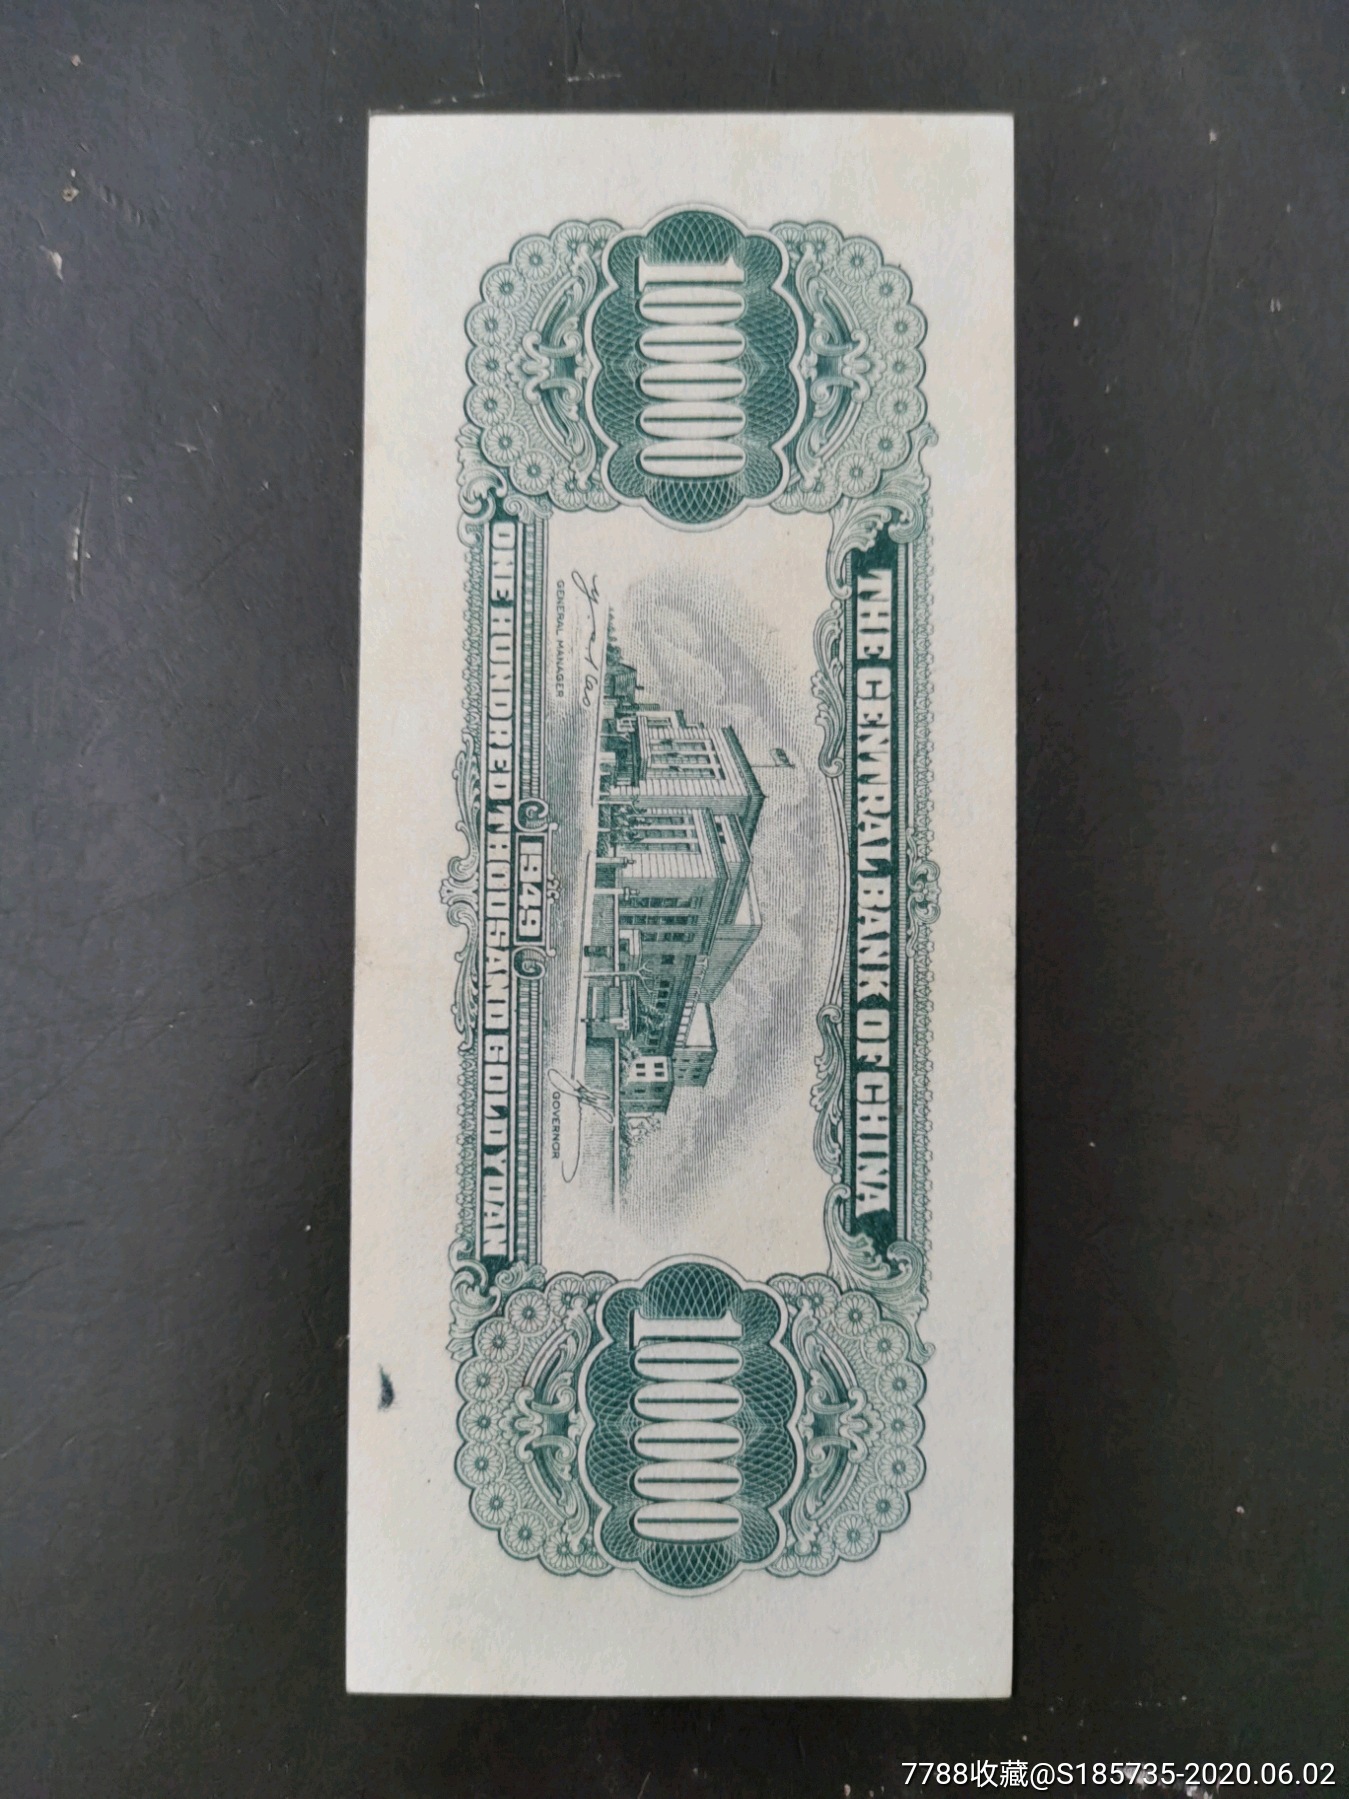 THE CENTRAL BANK OF CHINA
100000
100000
GENERAL MANAGER
GOVERNOR
1949
ONE HUNDRED THOUSAND GOLD YUAN
7788收藏@S185735-2020.06.02